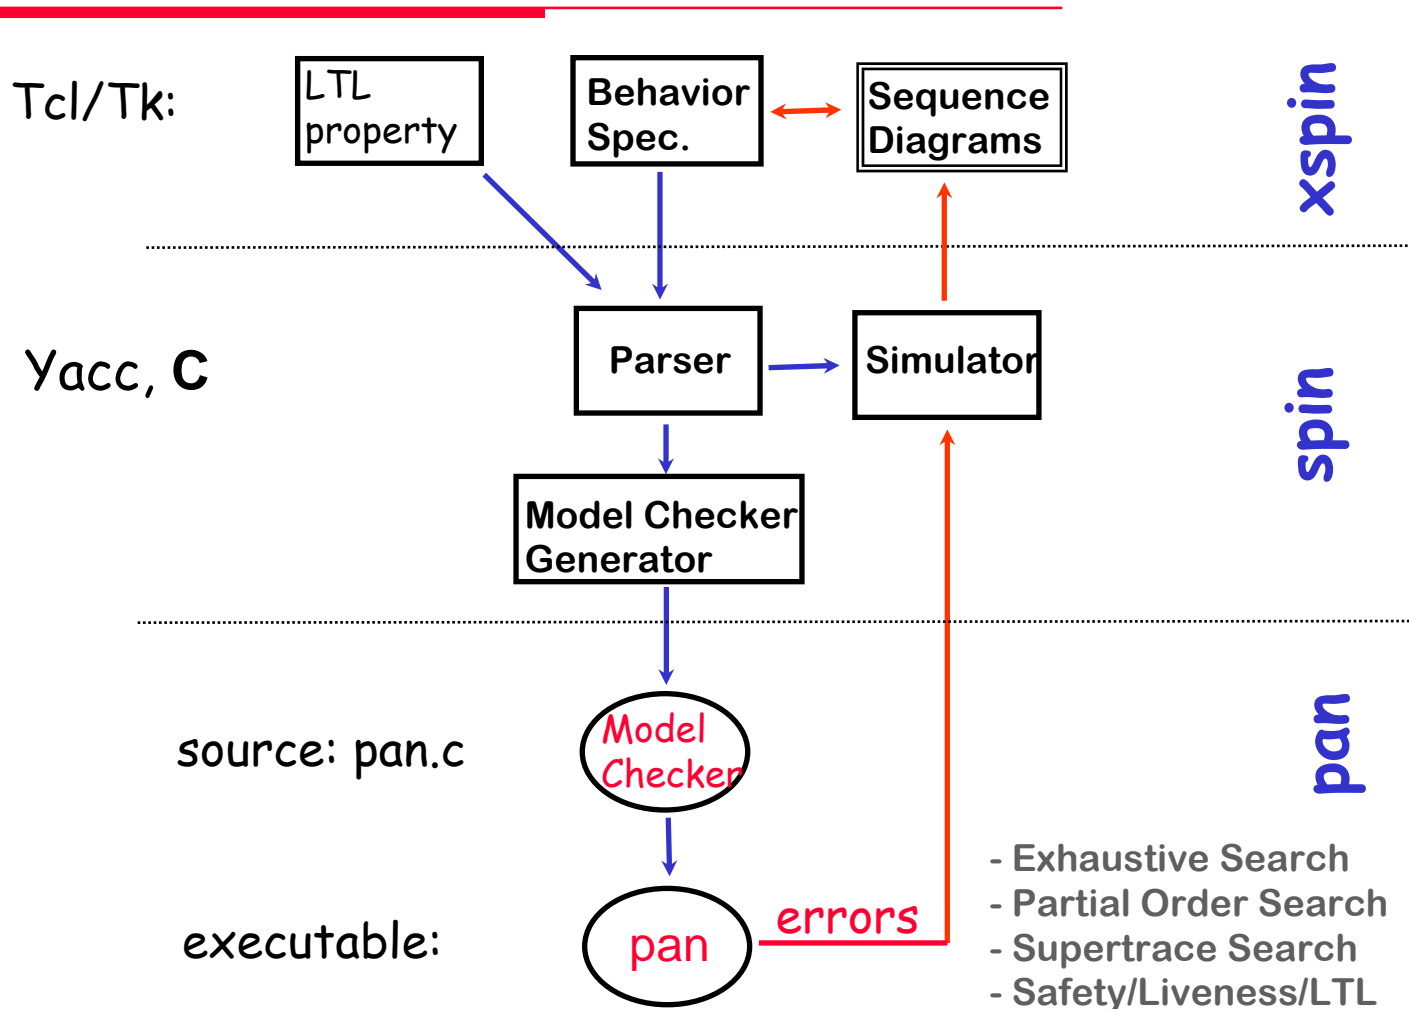 Tcl/Tk:
LTL
property
Behavior
Spec.
Sequence
Diagrams
xspin
Yacc, C
Parser
Simulator
spin
Model Checker
Generator
source: pan.c
Model
Checker
pan
executable:
pan
errors
- Exhaustive Search
- Partial Order Search
- Supertrace Search
- Safety/Liveness/LTL